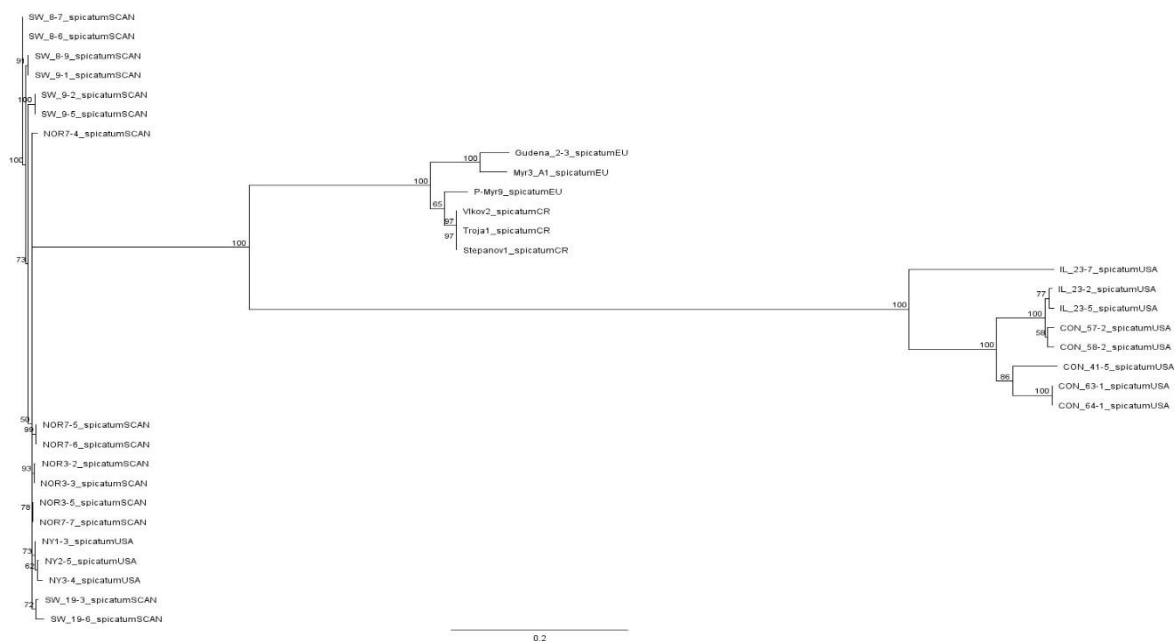 SW_8-7_spicatumSCAN
SW_8-6_spicatumSCAN
91
SW_8-9_spicatumSCAN
SW_9-1_spicatumSCAN
100
SW_9-2_spicatumSCAN
SW_9-5_spicatumSCAN
NOR7-4_spicatumSCAN
100
100
Gudena_2-3_spicatumEU
Myr3_A1_spicatumEU
100
P-Myr9_spicatumEU
65
Vlkov2_spicatumCR
97
Troja1_spicatumCR
97
Stepanov1_spicatumCR
100
73
IL_23-7_spicatumUSA
100
IL_23-2_spicatumUSA
77
IL_23-5_spicatumUSA
100
CON_57-2_spicatumUSA
58
CON_58-2_spicatumUSA
100
CON_41-5_spicatumUSA
86
CON_63-1_spicatumUSA
100
CON_64-1_spicatumUSA
50
NOR7-5_spicatumSCAN
99
NOR7-6_spicatumSCAN
NOR3-2_spicatumSCAN
93
NOR3-3_spicatumSCAN
NOR3-5_spicatumSCAN
78
NOR7-7_spicatumSCAN
NY1-3_spicatumUSA
73
NY2-5_spicatumUSA
62
NY3-4_spicatumUSA
SW_19-3_spicatumSCAN
72
SW_19-6_spicatumSCAN
0.2